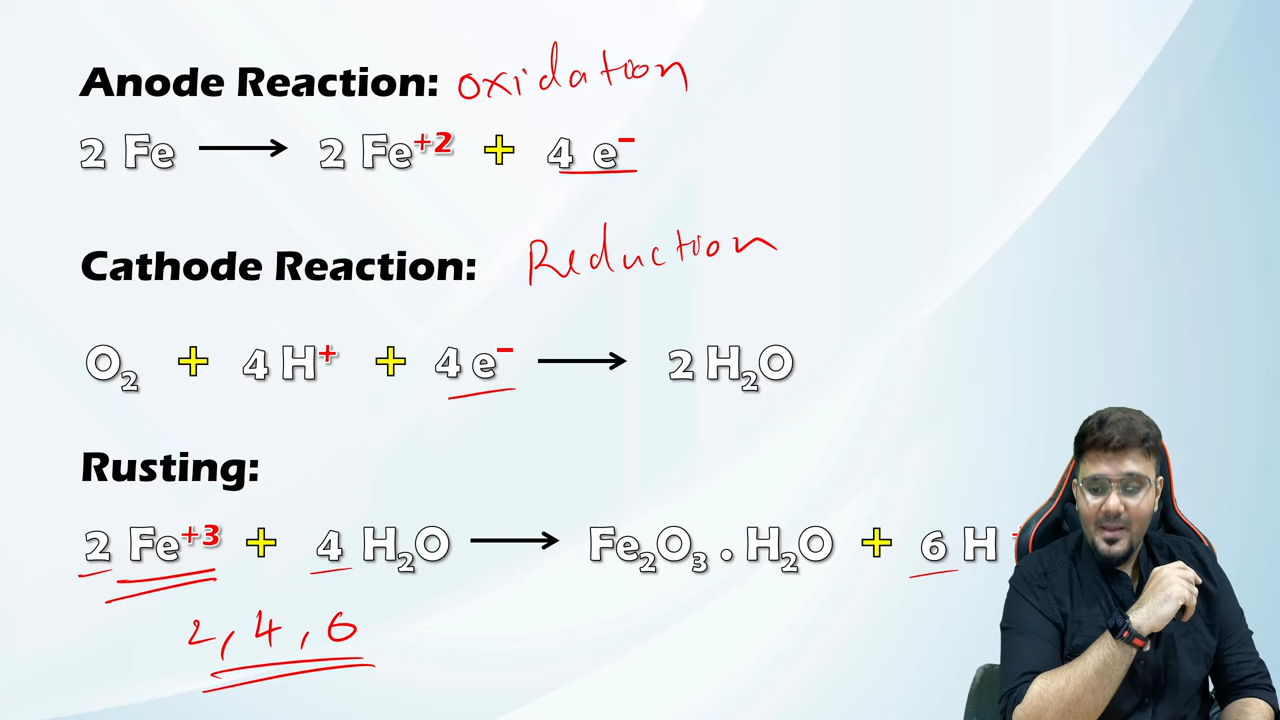 Anode Reaction: oxidation
2 Fe ⟶ 2 Fe⁺² + 4 e⁻
Cathode Reaction: Reduction
O₂ + 4 H⁺ + 4 e⁻ ⟶ 2 H₂O
Rusting:
2 Fe⁺³ + 4 H₂O ⟶ Fe₂O₃ . H₂O + 6 H
2, 4, 6